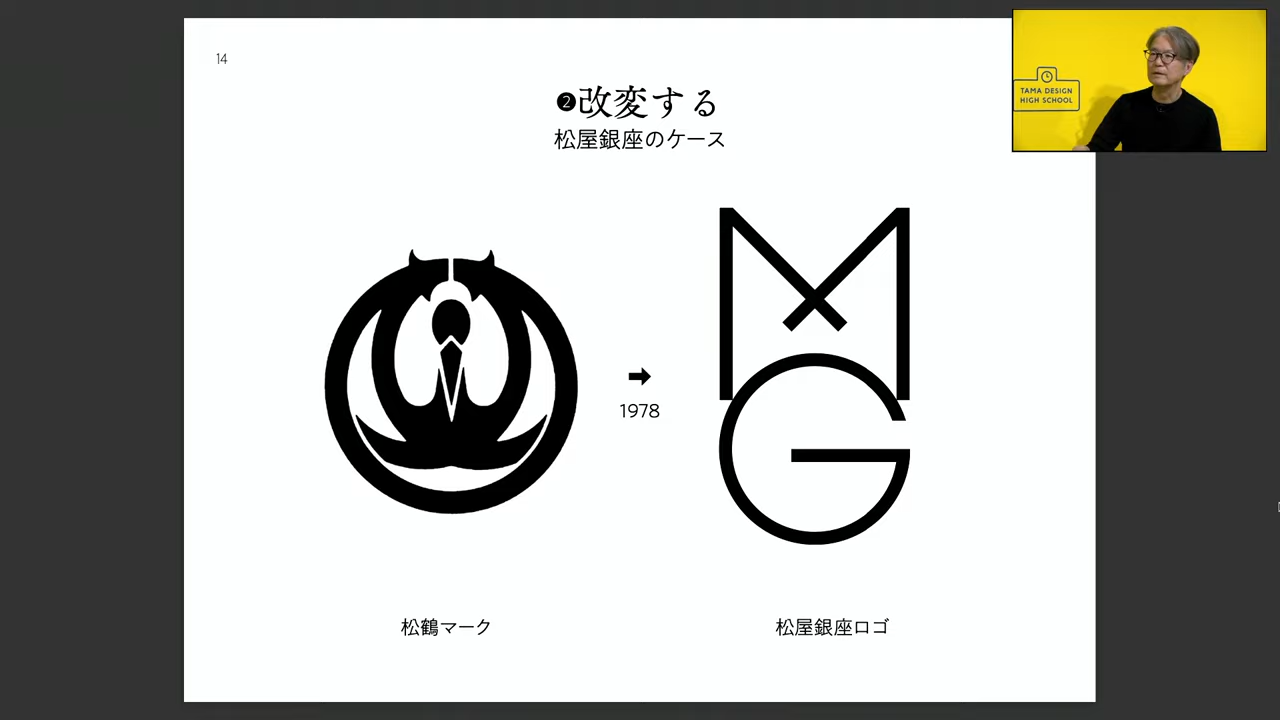 14
❷改変する
松屋銀座のケース
TAMA DESIGN
HIGH SCHOOL
MG
➡
1978
松鶴マーク
松屋銀座ロゴ